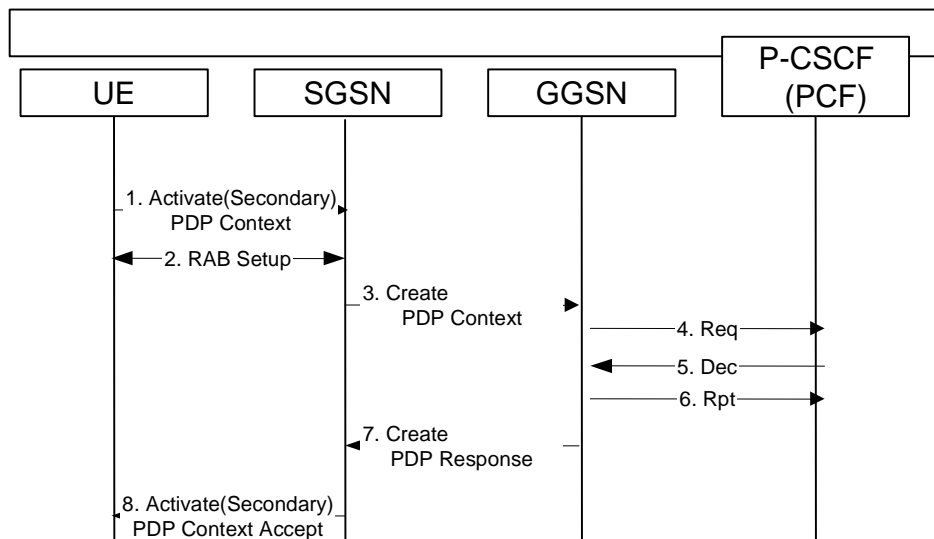 UE
SGSN
GGSN
P-CSCF
(PCF)
1. Activate(Secondary)
PDP Context
2. RAB Setup
3. Create
PDP Context
4. Req
5. Dec
6. Rpt
7. Create
PDP Response
8. Activate(Secondary)
PDP Context Accept